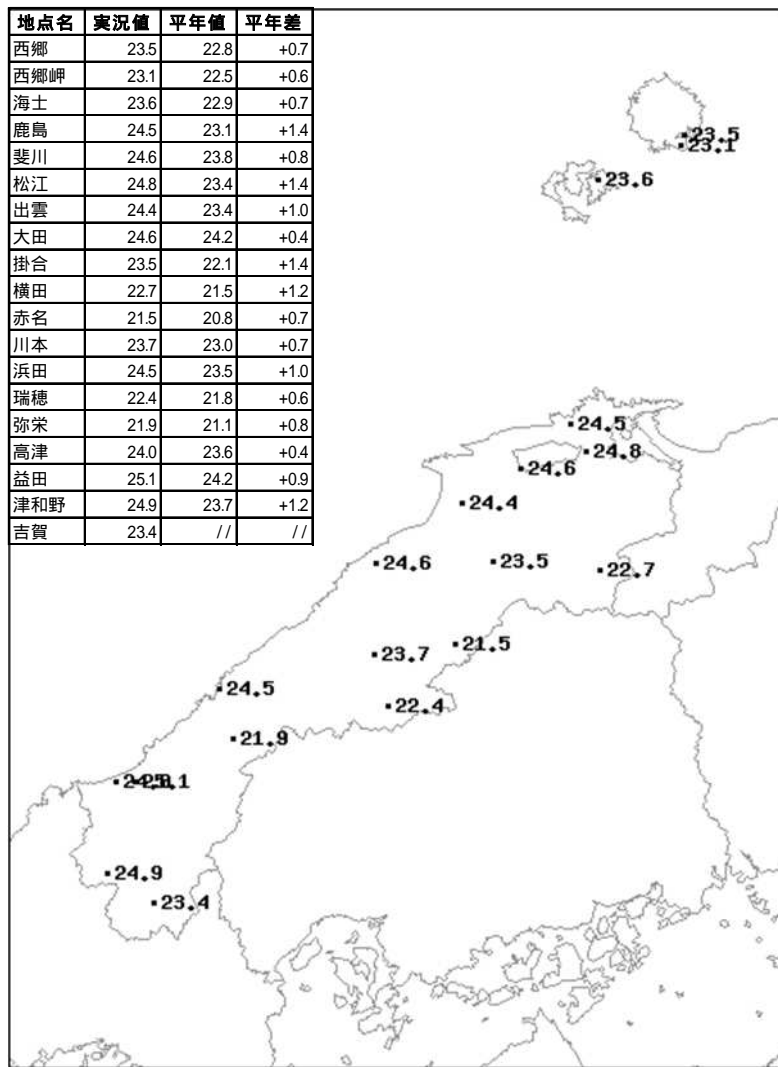 地点名 実況値 平年値 平年差
西郷 23.5 22.8 +0.7
西郷岬 23.1 22.5 +0.6
海士 23.6 22.9 +0.7
鹿島 24.5 23.1 +1.4
斐川 24.6 23.8 +0.8
松江 24.8 23.4 +1.4
出雲 24.4 23.4 +1.0
大田 24.6 24.2 +0.4
掛合 23.5 22.1 +1.4
横田 22.7 21.5 +1.2
赤名 21.5 20.8 +0.7
川本 23.7 23.0 +0.7
浜田 24.5 23.5 +1.0
瑞穂 22.4 21.8 +0.6
弥栄 21.9 21.1 +0.8
高津 24.0 23.6 +0.4
益田 25.1 24.2 +0.9
津和野 24.9 23.7 +1.2
吉賀 23.4 // //
23.5
23.1
23.6
24.5
24.8
24.6
24.4
24.6
23.5
22.7
21.5
23.7
24.5
22.4
21.9
24.9
23.4